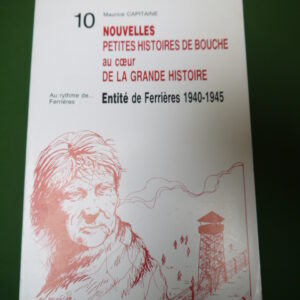 10
Maurice CAPITAINE
NOUVELLES
PETITES HISTOIRES DE BOUCHE
au cœur
DE LA GRANDE HISTOIRE
Au rythme de...
Ferrières
Entité de Ferrières 1940-1945